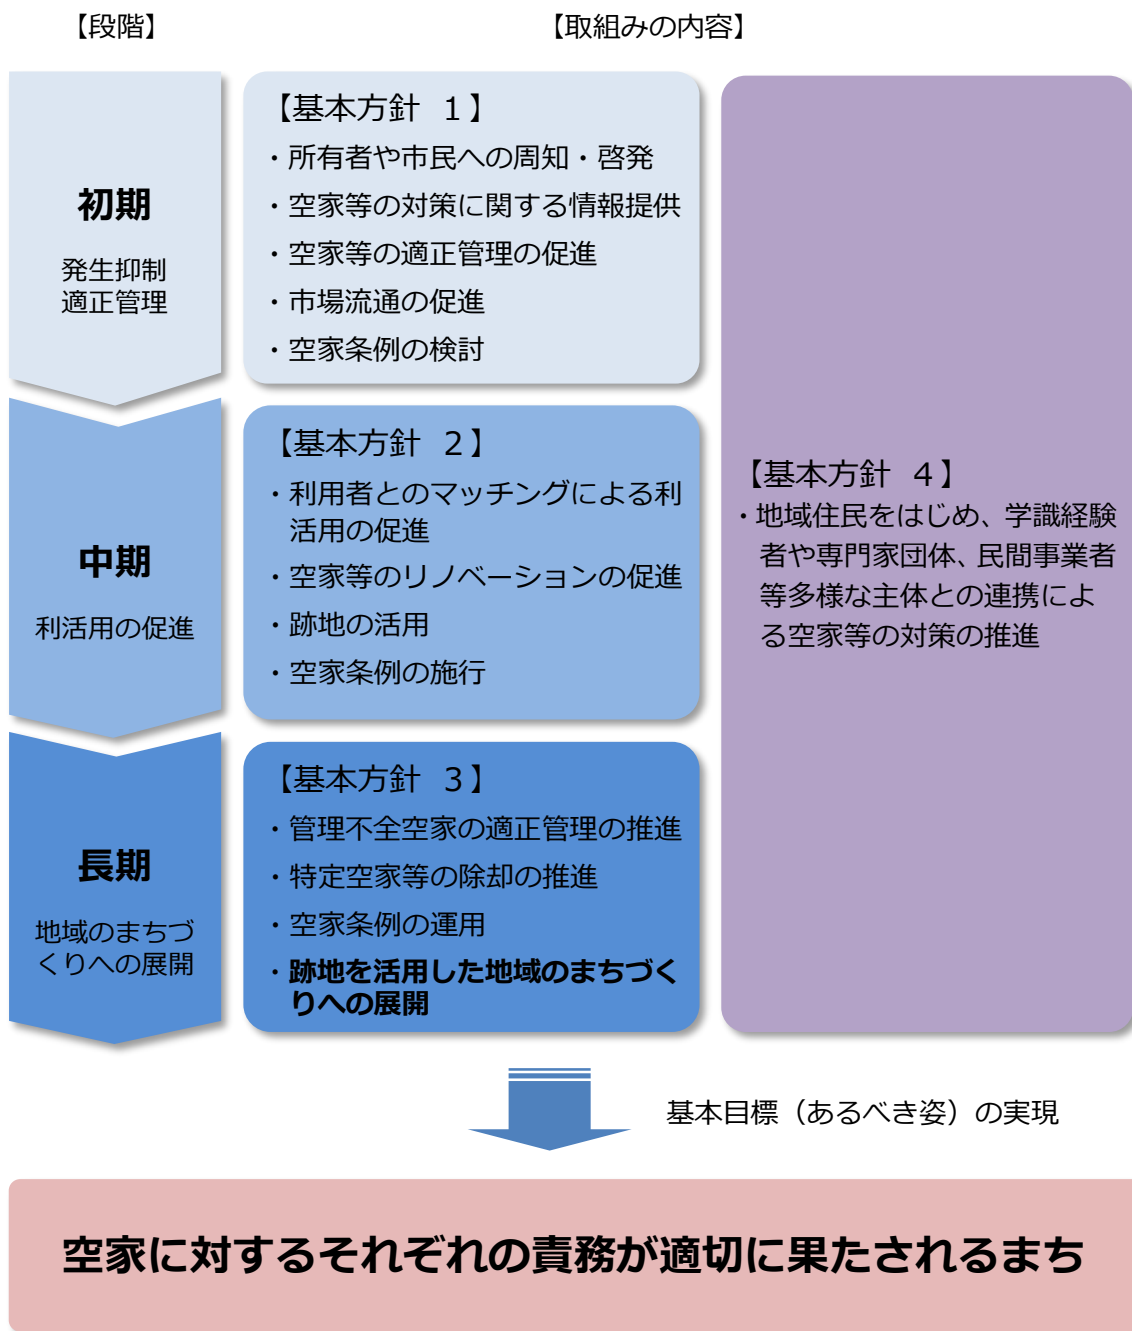 【段階】
【取組みの内容】
初期
発生抑制
適正管理
【基本方針 1】
・所有者や市民への周知・啓発
・空家等の対策に関する情報提供
・空家等の適正管理の促進
・市場流通の促進
・空家条例の検討
中期
利活用の促進
【基本方針 2】
・利用者とのマッチングによる利
活用の促進
・空家等のリノベーションの促進
・跡地の活用
・空家条例の施行
長期
地域のまちづ
くりへの展開
【基本方針 3】
・管理不全空家の適正管理の推進
・特定空家等の除却の推進
・空家条例の運用
・跡地を活用した地域のまちづく
りへの展開
【基本方針 4】
・地域住民をはじめ、学識経験
者や専門家団体、民間事業者
等多様な主体との連携によ
る空家等の対策の推進
基本目標（あるべき姿）の実現
空家に対するそれぞれの責務が適切に果たされるまち